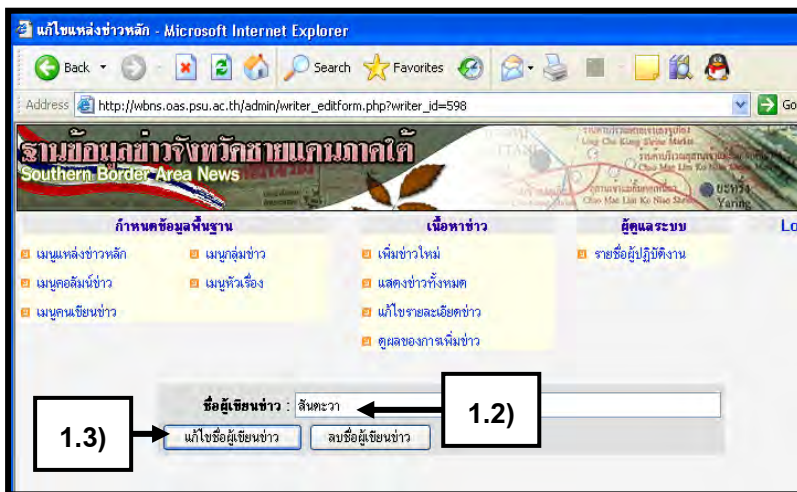 แก้ไขแหล่งข่าวหลัก - Microsoft Internet Explorer
Back Search Favorites
Address http://wbns.oas.psu.ac.th/admin/writer_editform.php?writer_id=598 Go
ฐานข้อมูลข่าวจังหวัดชายแดนภาคใต้
Southern Border Area News
Yaring
กำหนดข้อมูลพื้นฐาน เนื้อหาข่าว ผู้ดูแลระบบ Lo
เมนูแหล่งข่าวหลัก เมนูกลุ่มข่าว เพิ่มข่าวใหม่ รายชื่อผู้ปฏิบัติงาน
เมนูคอลัมน์ข่าว เมนูหัวเรื่อง แสดงข่าวทั้งหมด
เมนูคนเขียนข่าว แก้ไขรายละเอียดข่าว
ดูผลของการเพิ่มข่าว
ชื่อผู้เขียนข่าว : สันตะวา 1.2)
1.3) แก้ไขชื่อผู้เขียนข่าว ลบชื่อผู้เขียนข่าว